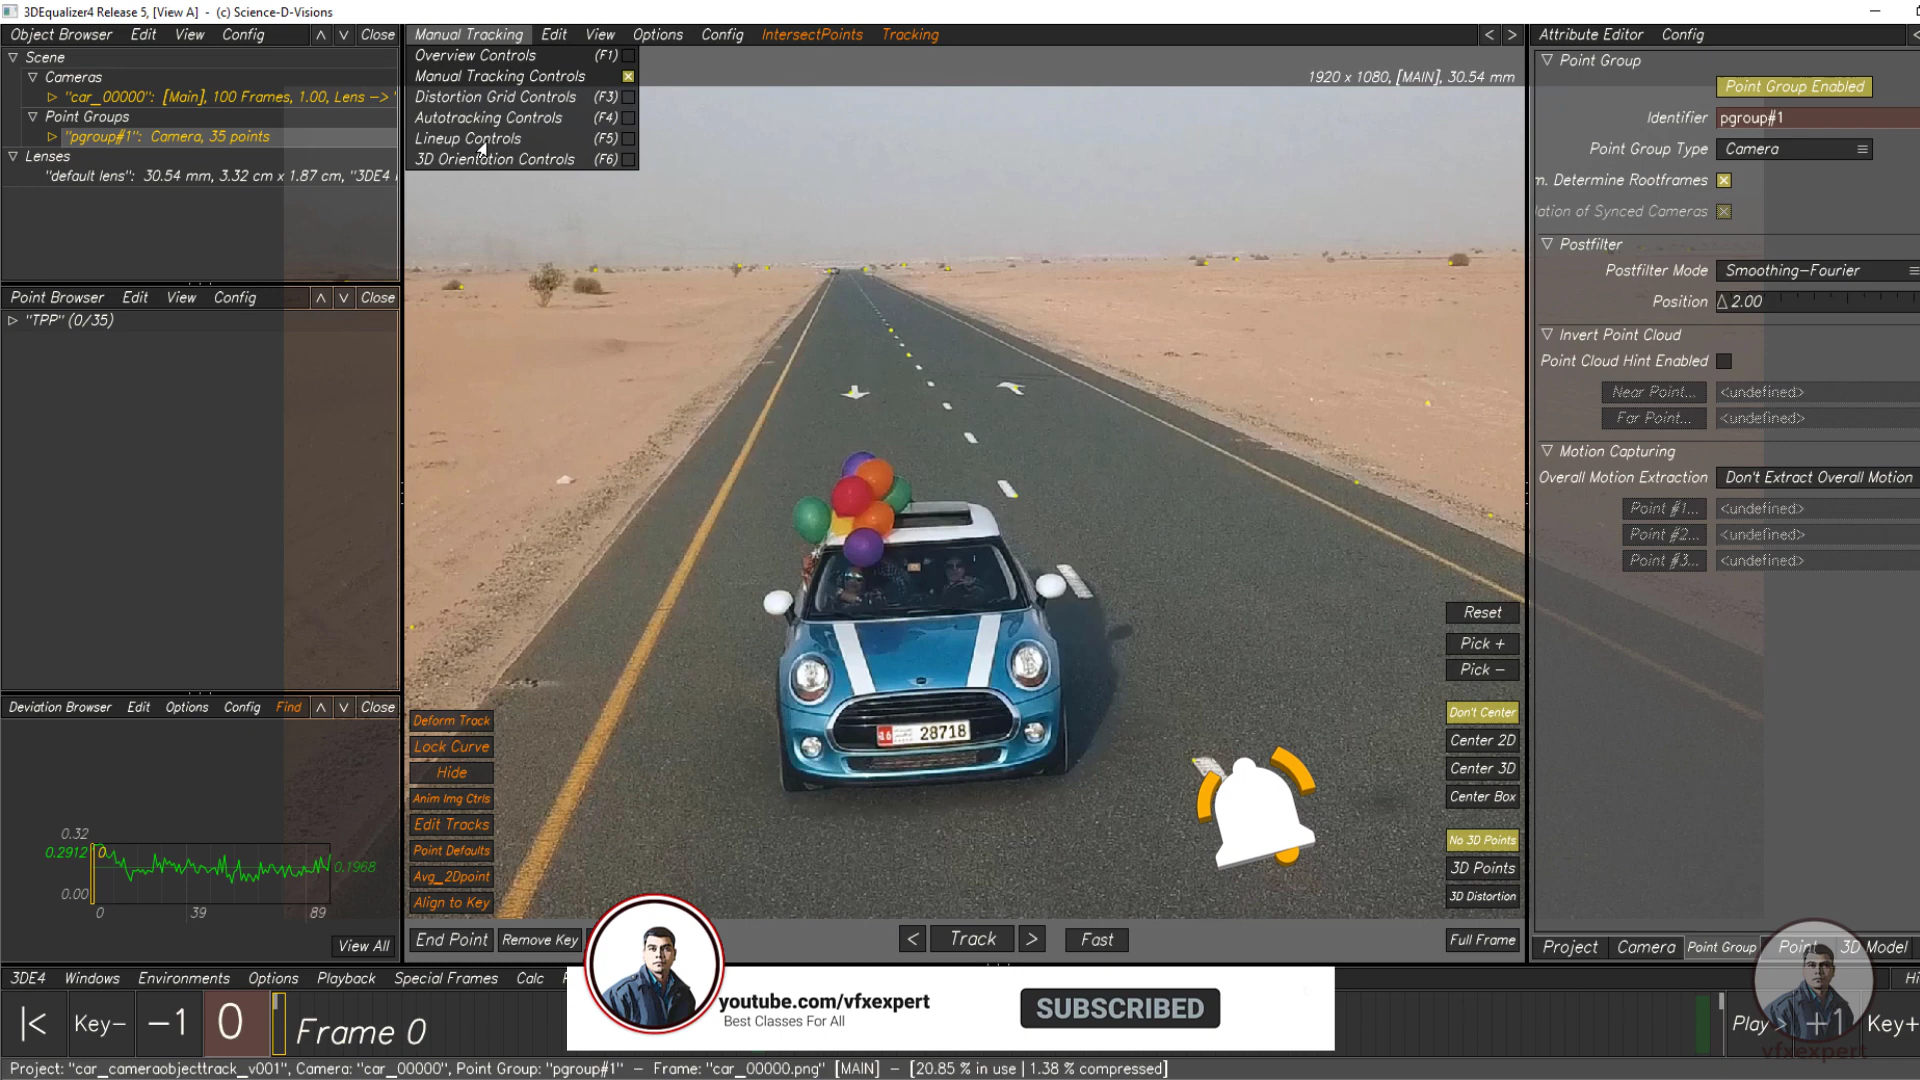 3DEqualizer4 Release 5, [View A]  -  (c) Science-D-Visions
Object Browser Edit View Config Close
Scene
Cameras
"car_00000": [Main], 100 Frames, 1.00, Lens —> "
Point Groups
"pgroup#1": Camera, 35 points
Lenses
"default lens": 30.54 mm, 3.32 cm x 1.87 cm, "3DE4
Point Browser Edit View Config Close
"TPP" (0/35)
Deviation Browser Edit Options Config Find Close
0.32
0.2912
0
0.1968
0.00
0 39 89
View All
Manual Tracking Edit View Options Config IntersectPoints Tracking < >
Overview Controls (F1)
Manual Tracking Controls
Distortion Grid Controls (F3)
Autotracking Controls (F4)
Lineup Controls (F5)
3D Orientation Controls (F6)
1920 x 1080, [MAIN], 30.54 mm
28718
Deform Track
Lock Curve
Hide
Anim Img Ctrls
Edit Tracks
Point Defaults
Avg_2Dpoint
Align to Key
End Point Remove Key < Track > Fast Full Frame
Reset
Pick +
Pick –
Don't Center
Center 2D
Center 3D
Center Box
No 3D Points
3D Points
3D Distortion
Attribute Editor Config
Point Group
Point Group Enabled
Identifier pgroup#1
Point Group Type Camera
m. Determine Rootframes
lation of Synced Cameras
Postfilter
Postfilter Mode Smoothing-Fourier
Position 2.00
Invert Point Cloud
Point Cloud Hint Enabled
Near Point... <undefined>
Far Point... <undefined>
Motion Capturing
Overall Motion Extraction Don't Extract Overall Motion
Point #1... <undefined>
Point #2... <undefined>
Point #3... <undefined>
Project Camera Point Group Point 3D Model
3DE4 Windows Environments Options Playback Special Frames Calc
|< Key– –1 0 Frame 0
youtube.com/vfxexpert
Best Classes For All
SUBSCRIBED
Play > +1 Key+
vfxexpert
Project: "car_cameraobjecttrack_v001", Camera: "car_00000", Point Group: "pgroup#1"  –  Frame: "car_00000.png"  [MAIN]  –  [20.85 % in use | 1.38 % compressed]